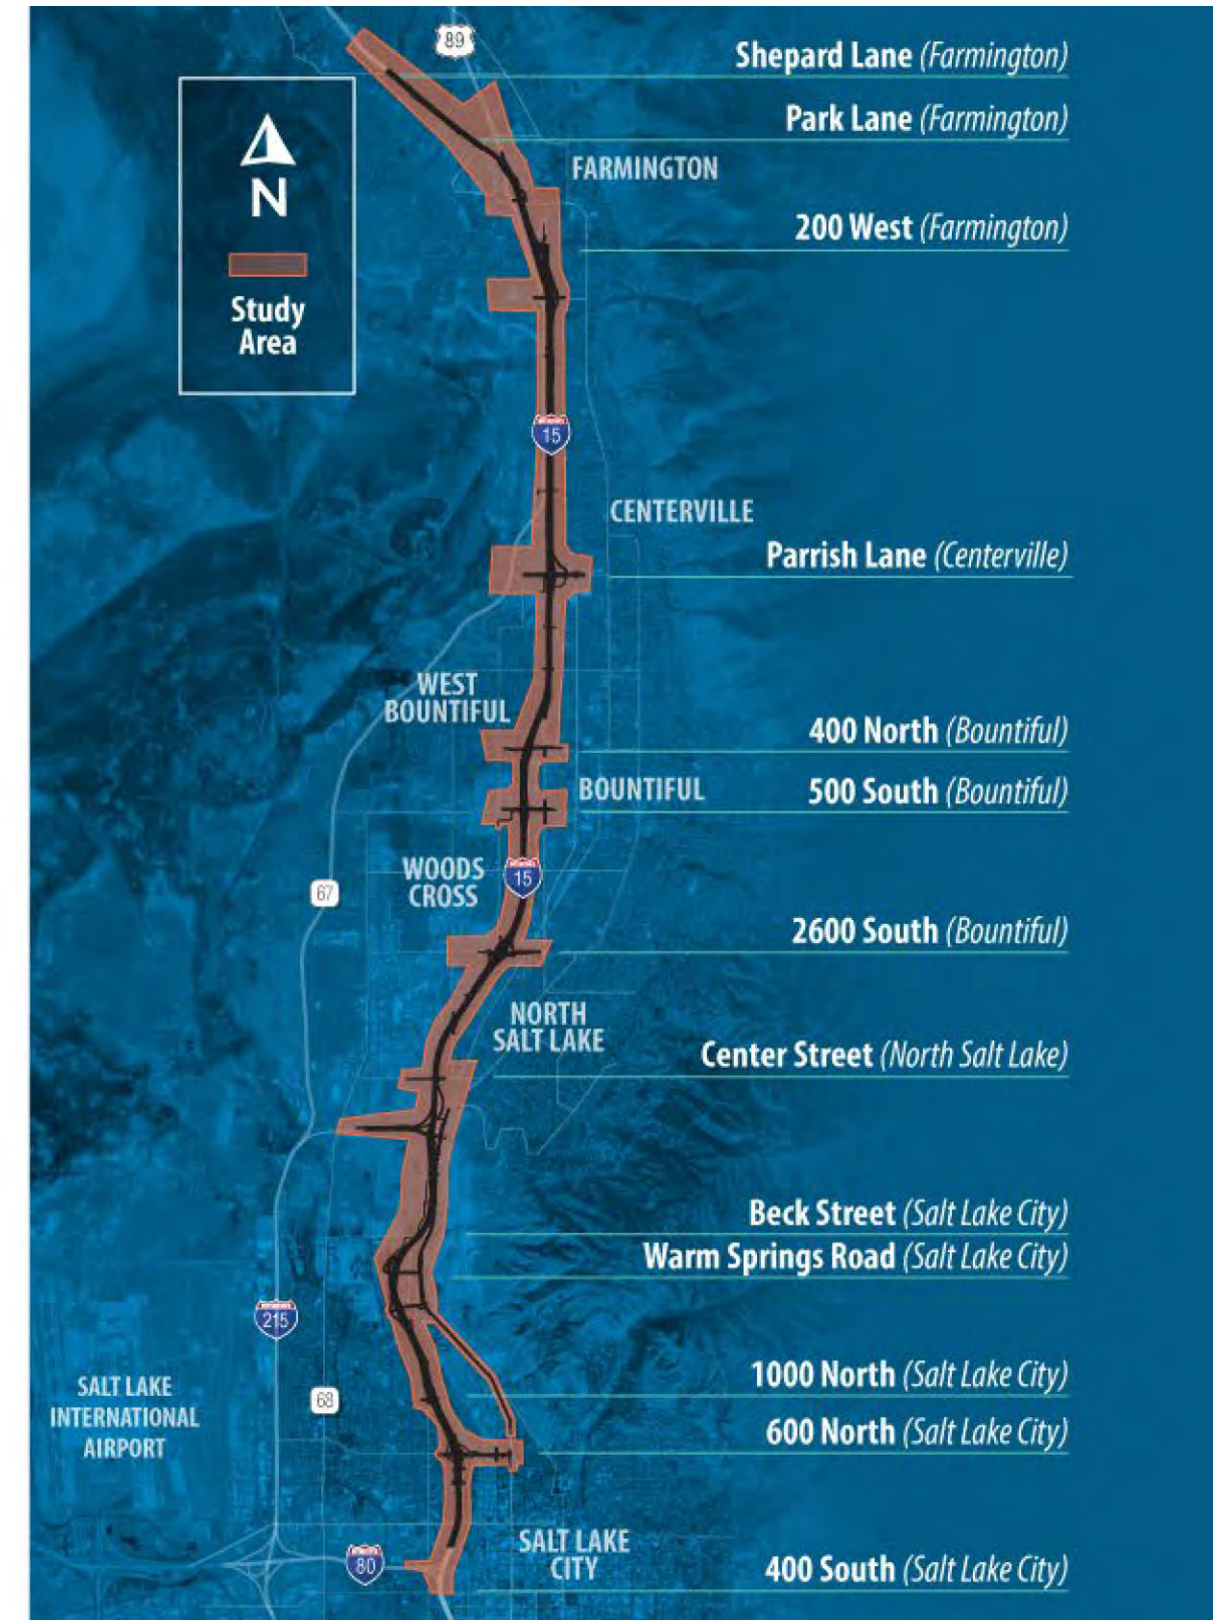 89
Shepard Lane (Farmington)
Park Lane (Farmington)
N
FARMINGTON
200 West (Farmington)
Study
Area
15
CENTERVILLE
Parrish Lane (Centerville)
WEST
BOUNTIFUL
400 North (Bountiful)
BOUNTIFUL
500 South (Bountiful)
WOODS
CROSS
15
67
2600 South (Bountiful)
NORTH
SALT LAKE
Center Street (North Salt Lake)
Beck Street (Salt Lake City)
Warm Springs Road (Salt Lake City)
215
1000 North (Salt Lake City)
SALT LAKE
INTERNATIONAL
AIRPORT
68
600 North (Salt Lake City)
SALT LAKE
CITY
80
400 South (Salt Lake City)